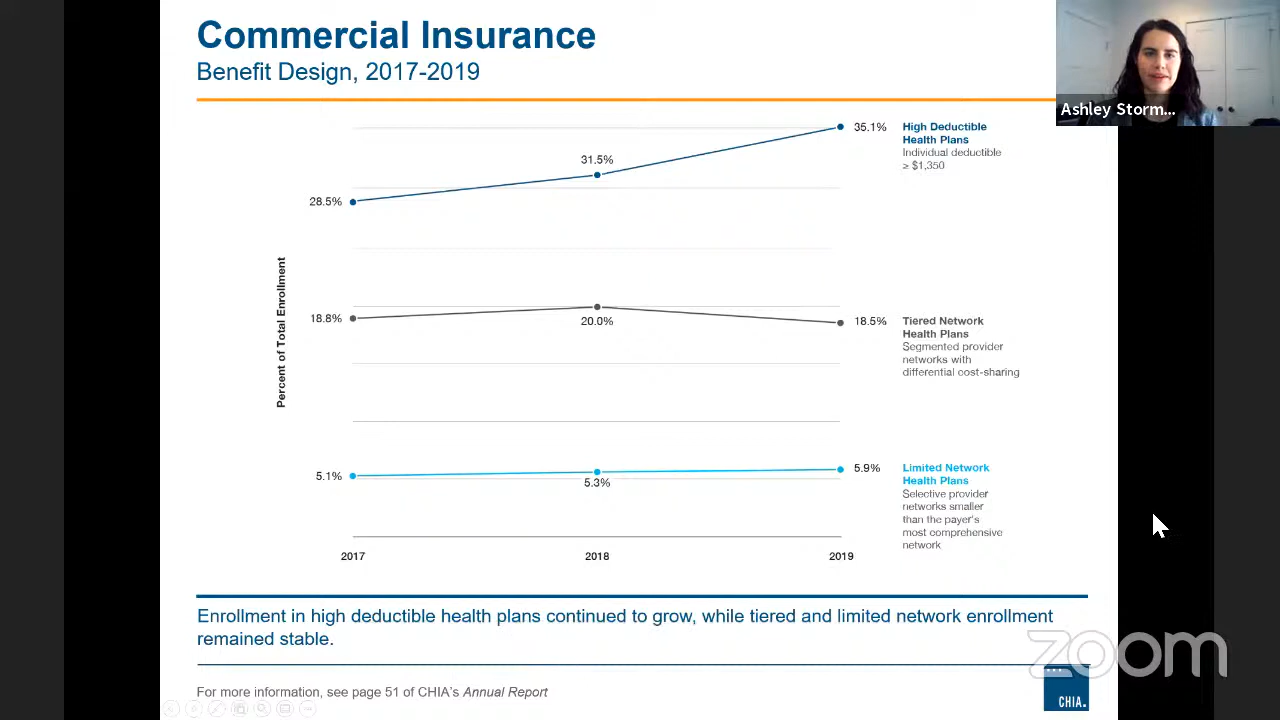 Commercial Insurance
Benefit Design, 2017-2019
Ashley Storm...
35.1%
High Deductible
Health Plans
Individual deductible
≥ $1,350
31.5%
28.5%
Percent of Total Enrollment
18.8%
20.0%
18.5%
Tiered Network
Health Plans
Segmented provider
networks with
differential cost-sharing
5.1%
5.3%
5.9%
Limited Network
Health Plans
Selective provider
networks smaller
than the payer's
most comprehensive
network
2017
2018
2019
Enrollment in high deductible health plans continued to grow, while tiered and limited network enrollment
remained stable.
zoom
For more information, see page 51 of CHIA's Annual Report
CHIA.